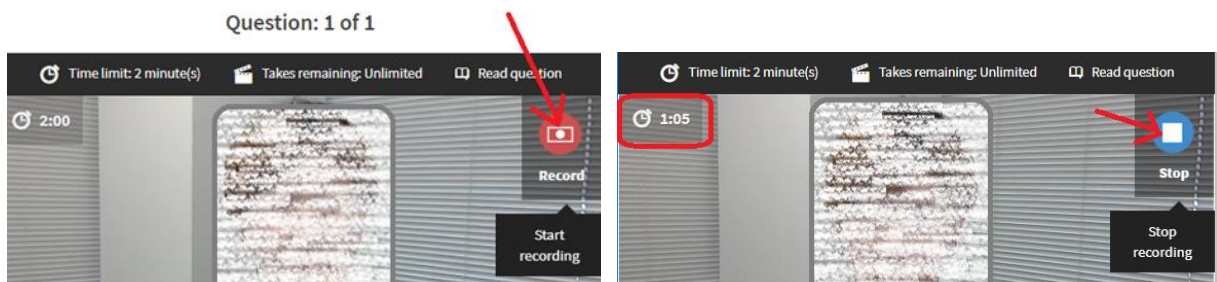 Question: 1 of 1
Time limit: 2 minute(s) Takes remaining: Unlimited Read question
2:00
Record
Start
recording
Time limit: 2 minute(s) Takes remaining: Unlimited Read question
1:05
Stop
Stop
recording